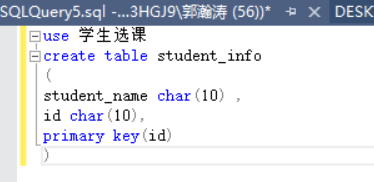 SQLQuery5.sql -...3HGJ9\郭瀚涛 (56))* DESK
use 学生选课
create table student_info
(
student_name char(10) ,
id char(10),
primary key(id)
)